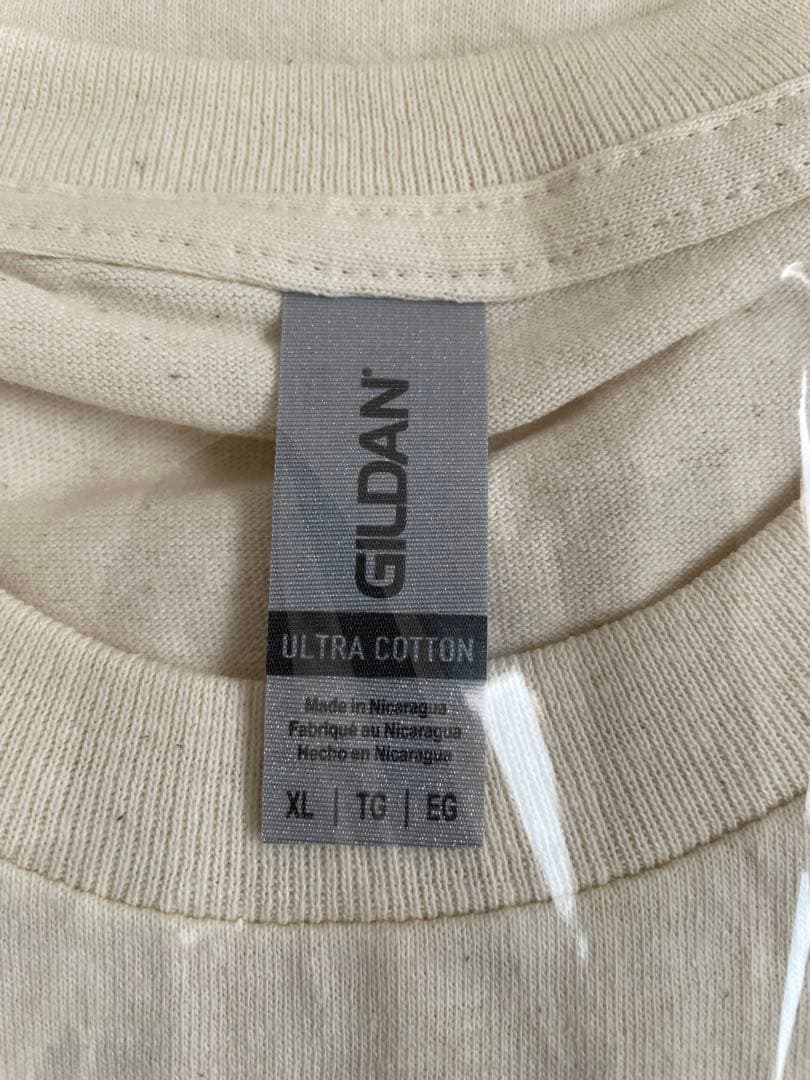 GILDAN®
ULTRA COTTON
Made in Nicaragua
Fabriqué au Nicaragua
Hecho en Nicaragua
XL | TG | EG